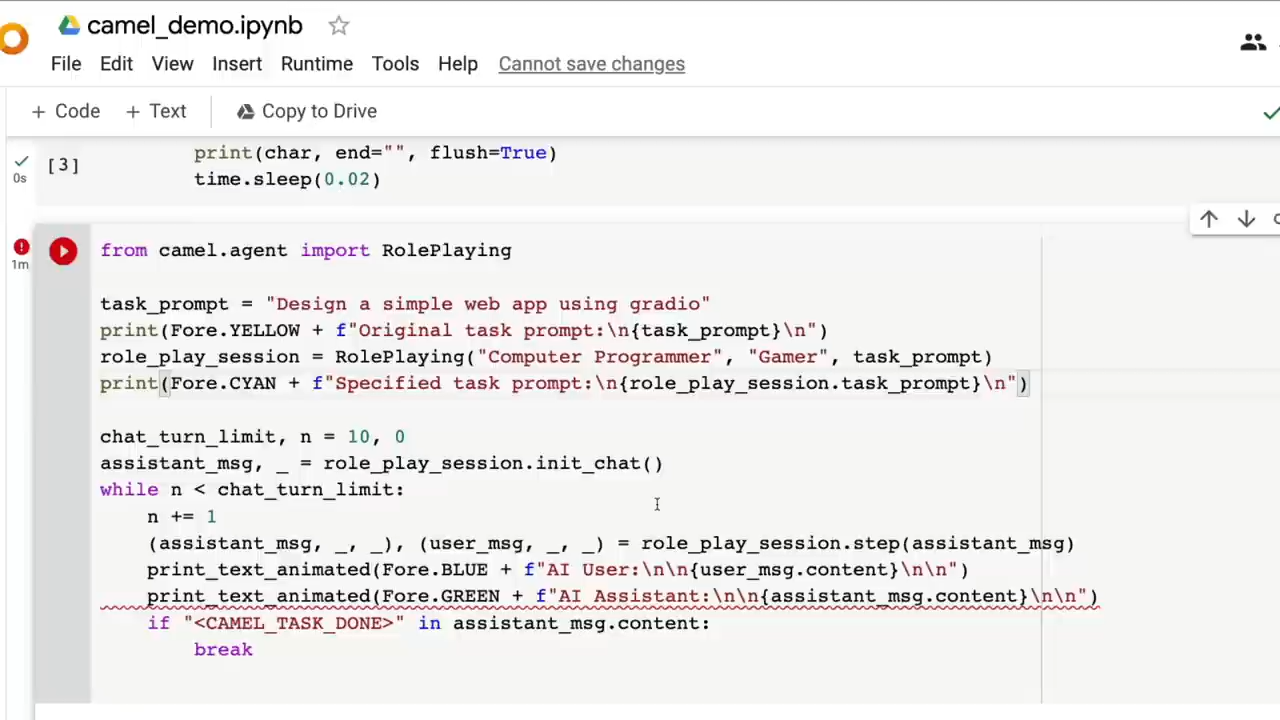 camel_demo.ipynb
File Edit View Insert Runtime Tools Help Cannot save changes
+ Code + Text Copy to Drive
[3] print(char, end="", flush=True)
0s time.sleep(0.02)
1m
from camel.agent import RolePlaying
task_prompt = "Design a simple web app using gradio"
print(Fore.YELLOW + f"Original task prompt:\n{task_prompt}\n")
role_play_session = RolePlaying("Computer Programmer", "Gamer", task_prompt)
print(Fore.CYAN + f"Specified task prompt:\n{role_play_session.task_prompt}\n")
chat_turn_limit, n = 10, 0
assistant_msg, _ = role_play_session.init_chat()
while n < chat_turn_limit:
    n += 1
    (assistant_msg, _, _), (user_msg, _, _) = role_play_session.step(assistant_msg)
    print_text_animated(Fore.BLUE + f"AI User:\n\n{user_msg.content}\n\n")
    print_text_animated(Fore.GREEN + f"AI Assistant:\n\n{assistant_msg.content}\n\n")
    if "<CAMEL_TASK_DONE>" in assistant_msg.content:
        break